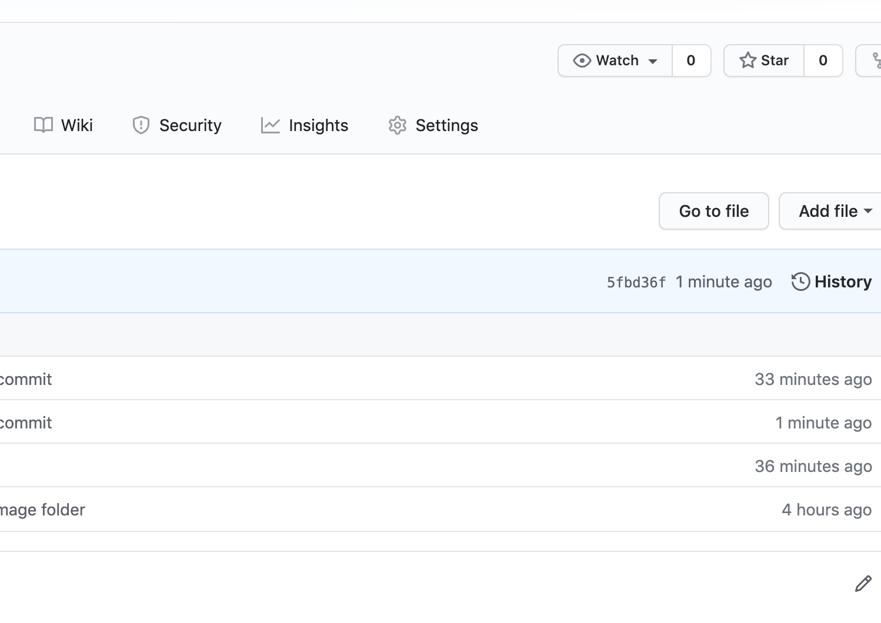 Watch 0 Star 0
Wiki Security Insights Settings
Go to file Add file
5fbd36f 1 minute ago History
commit 33 minutes ago
commit 1 minute ago
36 minutes ago
mage folder 4 hours ago